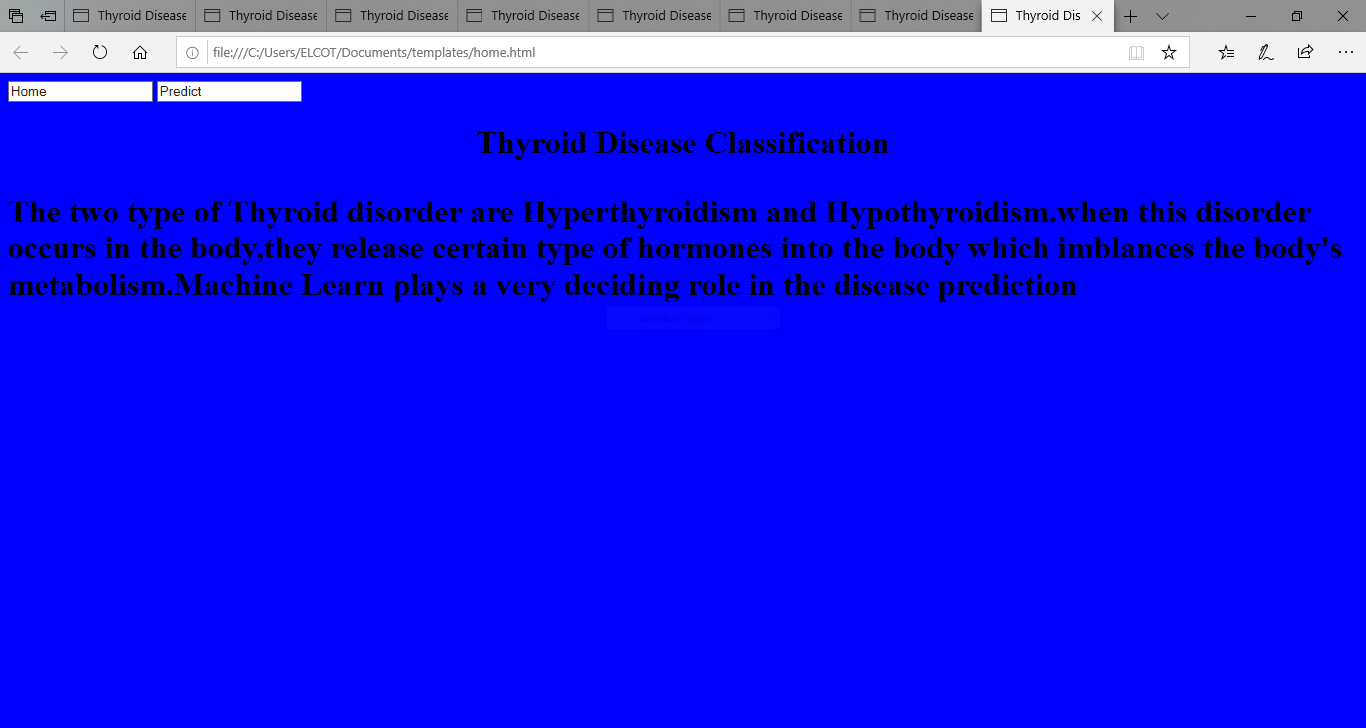 Thyroid Disease Thyroid Disease Thyroid Disease Thyroid Disease Thyroid Disease Thyroid Disease Thyroid Disease Thyroid Dis
file:///C:/Users/ELCOT/Documents/templates/home.html
Home Predict
Thyroid Disease Classification
The two type of Thyroid disorder are Hyperthyroidism and Hypothyroidism.when this disorder
occurs in the body,they release certain type of hormones into the body which imblances the body's
metabolism.Machine Learn plays a very deciding role in the disease prediction
Window Snip